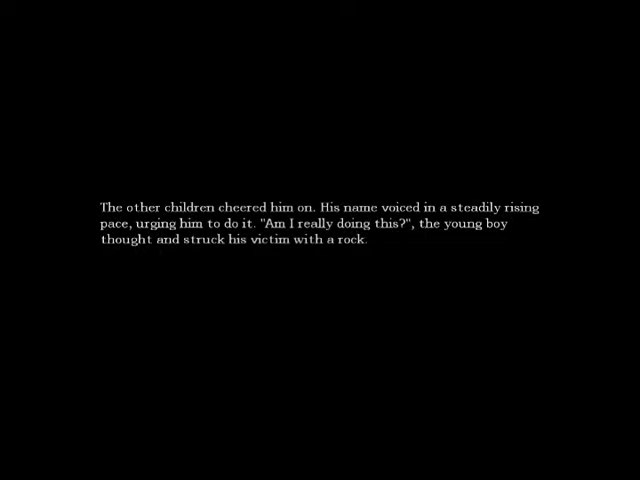 The other children cheered him on. His name voiced in a steadily rising
pace, urging him to do it. "Am I really doing this?", the young boy
thought and struck his victim with a rock.